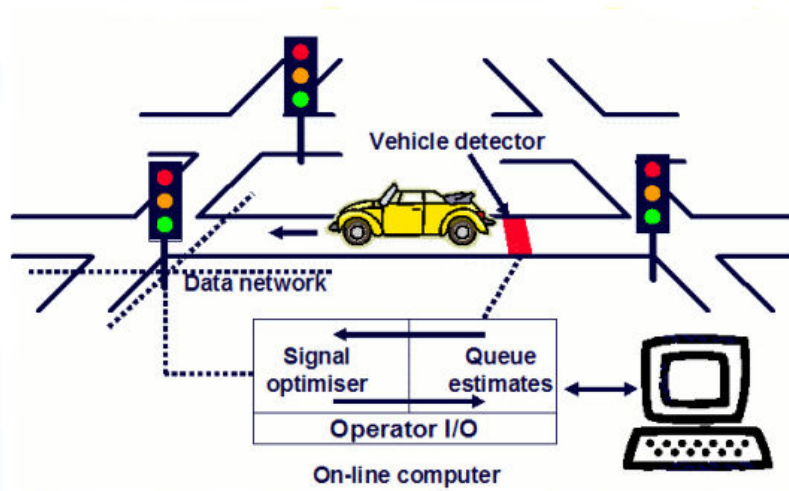 Vehicle detector
Data network
Signal
optimiser
Queue
estimates
Operator I/O
On-line computer